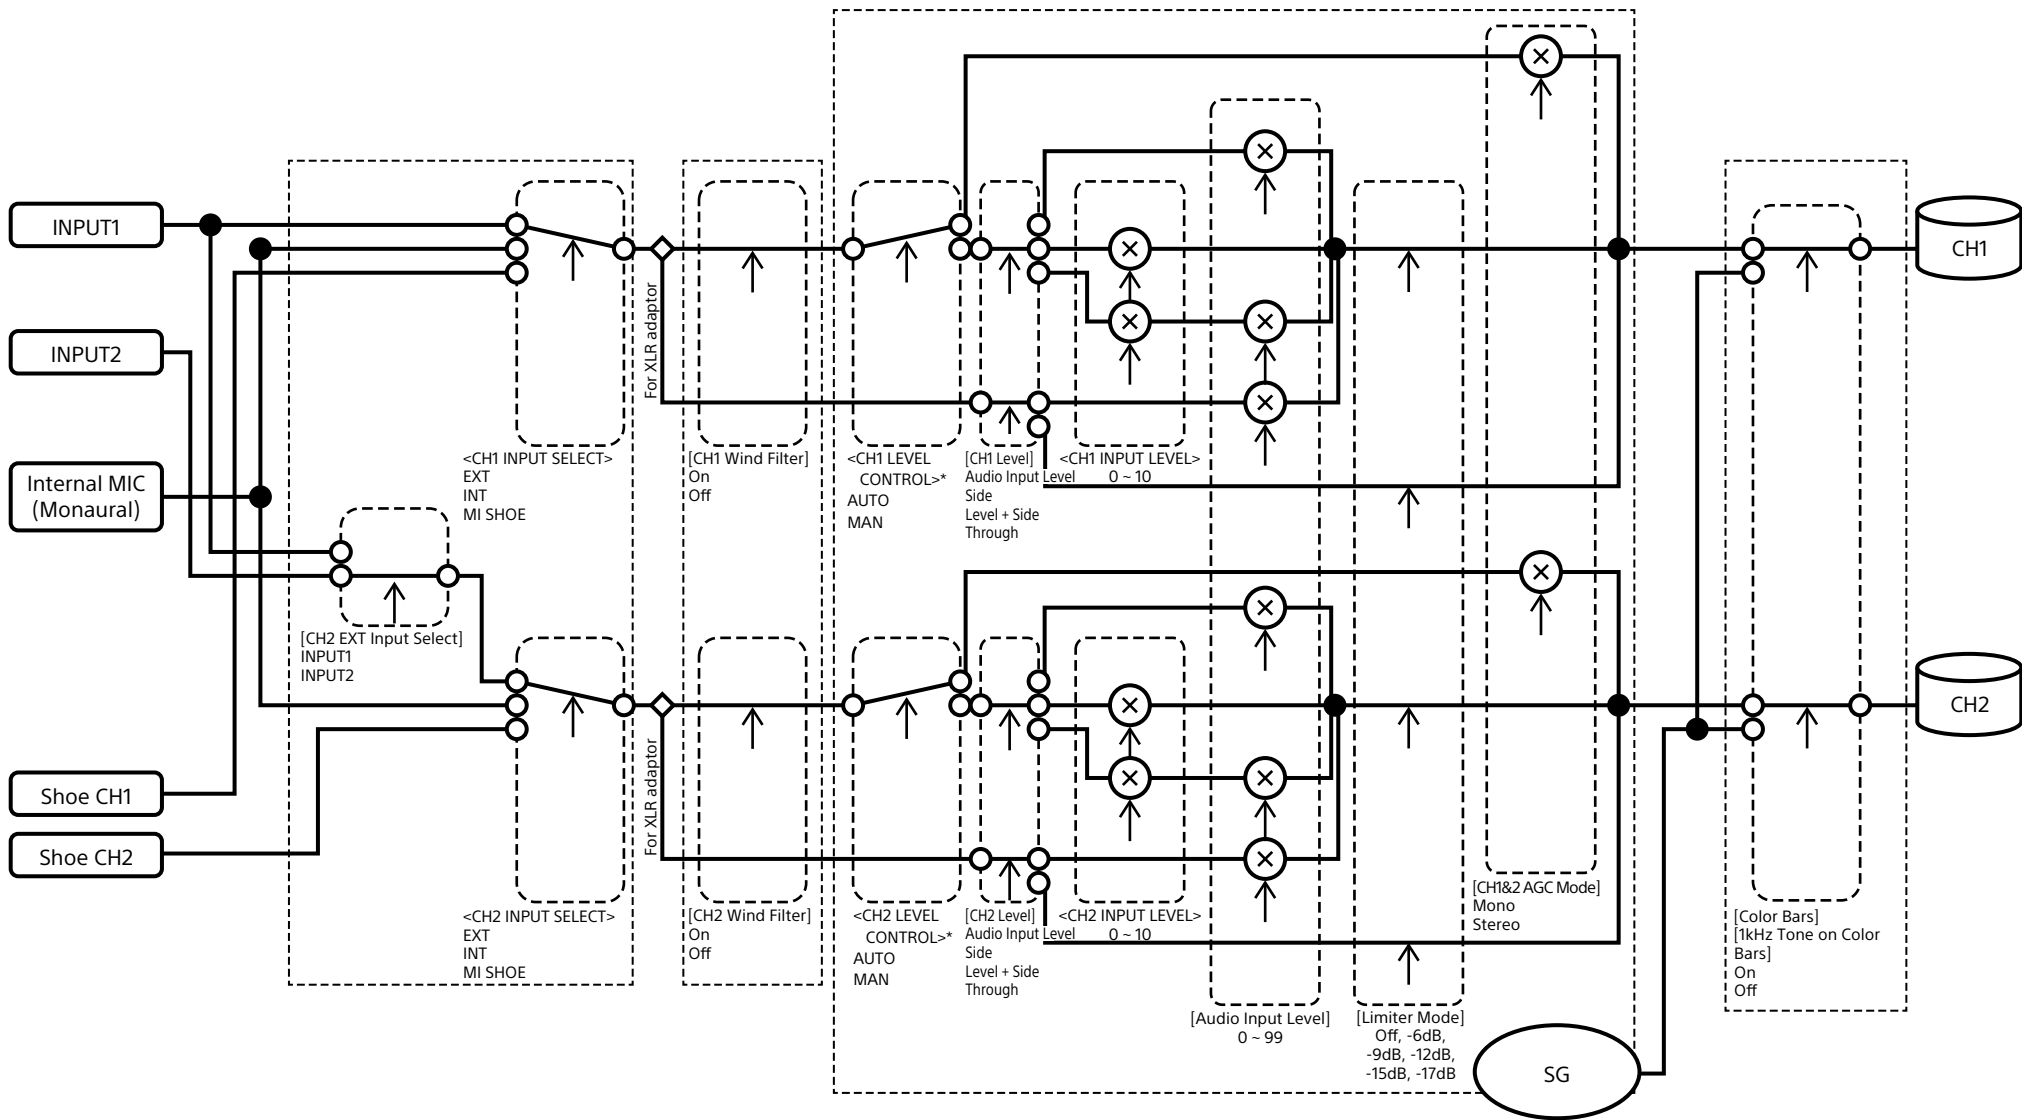 INPUT1
INPUT2
Internal MIC
(Monaural)
Shoe CH1
Shoe CH2
[CH2 EXT Input Select]
INPUT1
INPUT2
<CH1 INPUT SELECT>
EXT
INT
MI SHOE
For XLR adaptor
[CH1 Wind Filter]
On
Off
<CH1 LEVEL
CONTROL>*
AUTO
MAN
[CH1 Level]
Audio Input Level
Side
Level + Side
Through
<CH1 INPUT LEVEL>
0 ~ 10
<CH2 INPUT SELECT>
EXT
INT
MI SHOE
For XLR adaptor
[CH2 Wind Filter]
On
Off
<CH2 LEVEL
CONTROL>*
AUTO
MAN
[CH2 Level]
Audio Input Level
Side
Level + Side
Through
<CH2 INPUT LEVEL>
0 ~ 10
[Audio Input Level]
0 ~ 99
[Limiter Mode]
Off, -6dB,
-9dB, -12dB,
-15dB, -17dB
[CH1&2 AGC Mode]
Mono
Stereo
SG
[Color Bars]
[1kHz Tone on Color
Bars]
On
Off
CH1
CH2